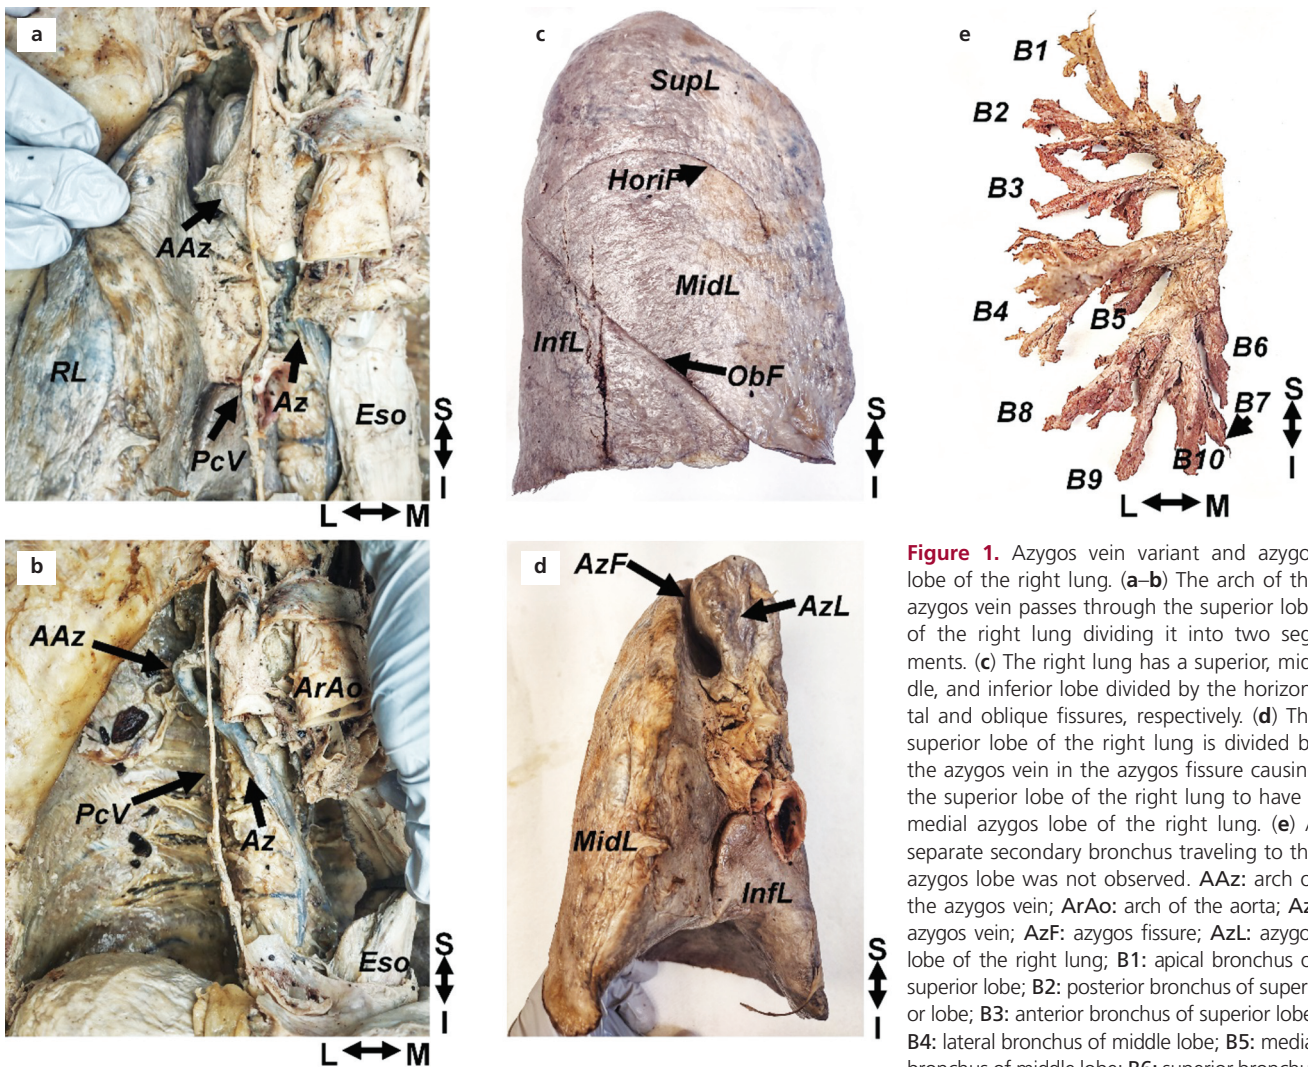 a
AAz
RL
Az
Eso
PcV
S
I
L M
b
AAz
ArAo
PcV
Az
Eso
S
I
L M
c
SupL
HoriF
MidL
InfL
ObF
S
I
d
AzF
AzL
MidL
InfL
S
I
e
B1
B2
B3
B4
B5
B6
B7
B8
B10
B9
S
I
L M
Figure 1. Azygos vein variant and azygo
lobe of the right lung. (a–b) The arch of th
azygos vein passes through the superior lob
of the right lung dividing it into two seg
ments. (c) The right lung has a superior, mid
dle, and inferior lobe divided by the horizon
tal and oblique fissures, respectively. (d) Th
superior lobe of the right lung is divided b
the azygos vein in the azygos fissure causin
the superior lobe of the right lung to have
medial azygos lobe of the right lung. (e) A
separate secondary bronchus traveling to th
azygos lobe was not observed. AAz: arch o
the azygos vein; ArAo: arch of the aorta; Az
azygos vein; AzF: azygos fissure; AzL: azygo
lobe of the right lung; B1: apical bronchus o
superior lobe; B2: posterior bronchus of super
or lobe; B3: anterior bronchus of superior lobe
B4: lateral bronchus of middle lobe; B5: media
bronchus of middle lobe; B6: superior bronchu